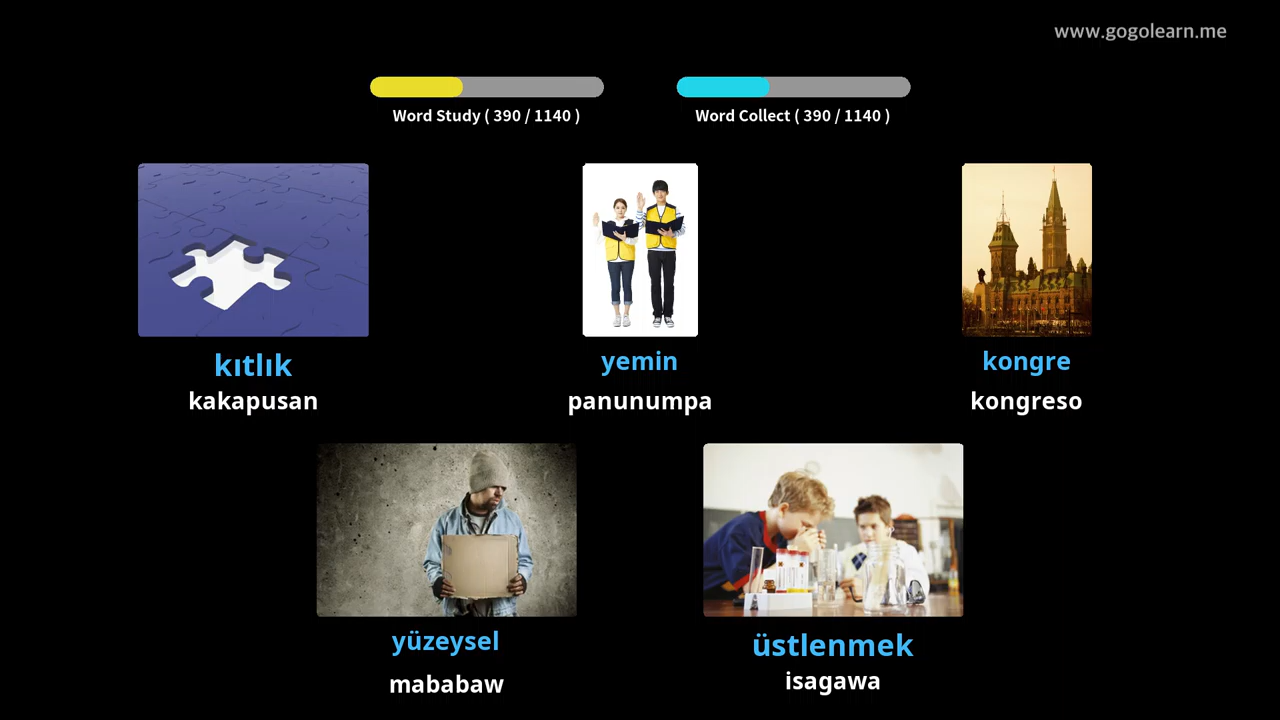 www.gogolearn.me
Word Study ( 390 / 1140 )
Word Collect ( 390 / 1140 )
kıtlık
kakapusan
yemin
panunumpa
kongre
kongreso
yüzeysel
mababaw
üstlenmek
isagawa